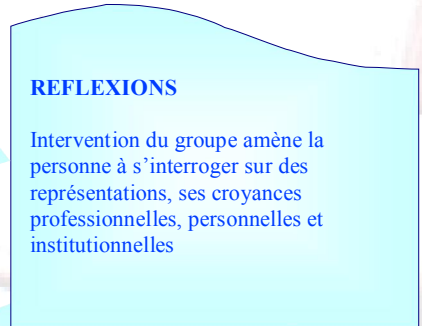 REFLEXIONS
Intervention du groupe amène la
personne à s’interroger sur des
représentations, ses croyances
professionnelles, personnelles et
institutionnelles